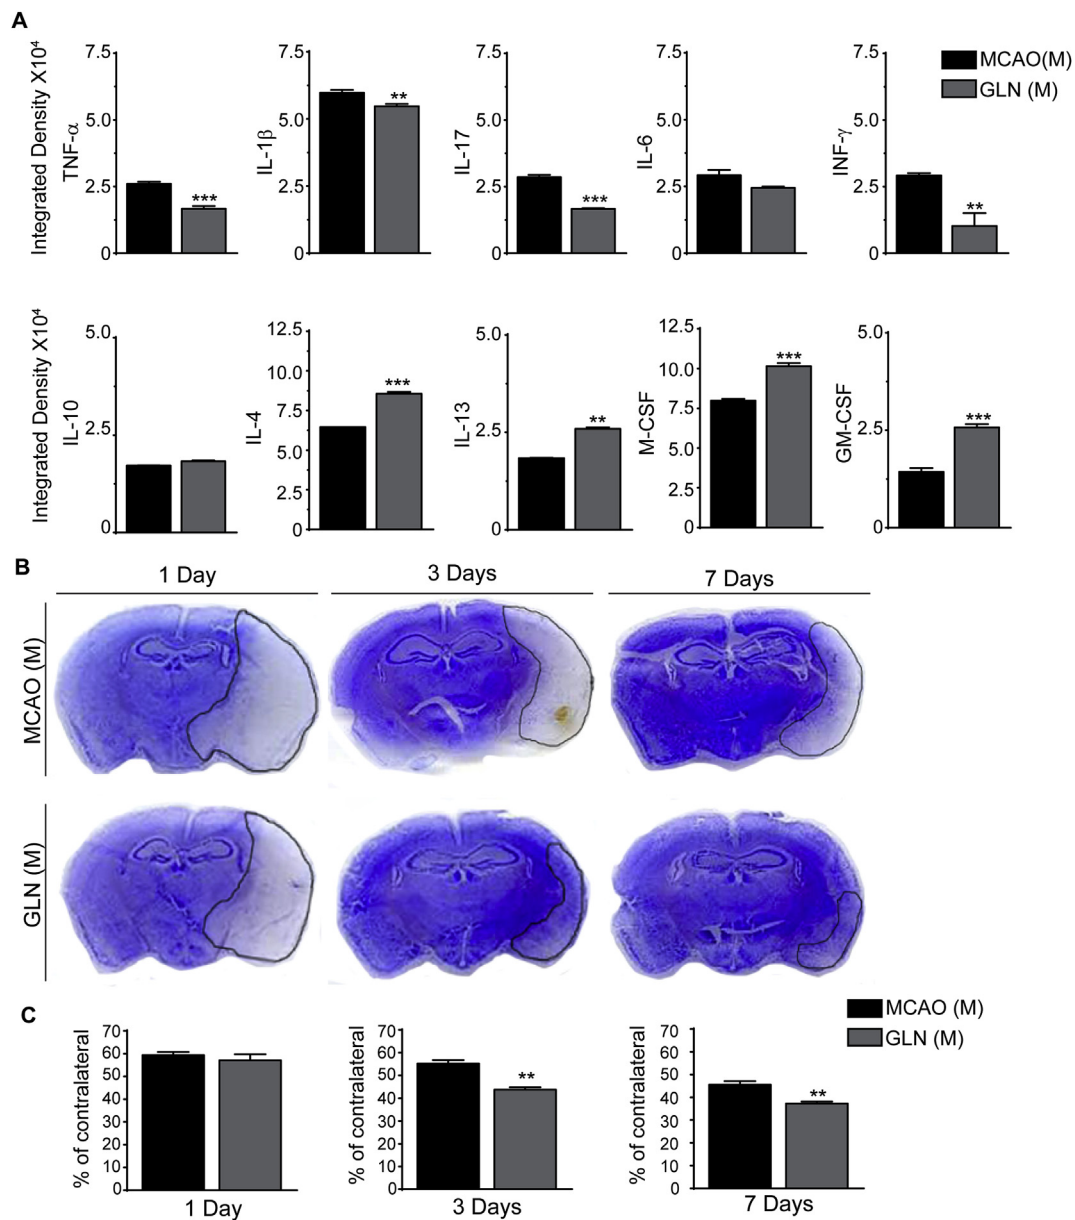 A
Integrated Density X10⁴
TNF-α
7.5
5.0
2.5
0
***
IL-1β
7.5
5.0
2.5
0
**
IL-17
7.5
5.0
2.5
0
***
IL-6
7.5
5.0
2.5
0
INF-γ
7.5
5.0
2.5
0
**
MCAO(M)
GLN (M)
Integrated Density X10⁴
IL-10
5.0
2.5
0
IL-4
12.5
10.0
7.5
5.0
2.5
0
***
IL-13
5.0
2.5
0
**
M-CSF
12.5
10.0
7.5
5.0
2.5
0
***
GM-CSF
5.0
2.5
0
***
B
1 Day
3 Days
7 Days
MCAO (M)
GLN (M)
C
MCAO (M)
GLN (M)
% of contralateral
70
60
50
40
30
20
10
0
1 Day
% of contralateral
70
60
50
40
30
20
10
0
**
3 Days
% of contralateral
70
60
50
40
30
20
10
0
**
7 Days